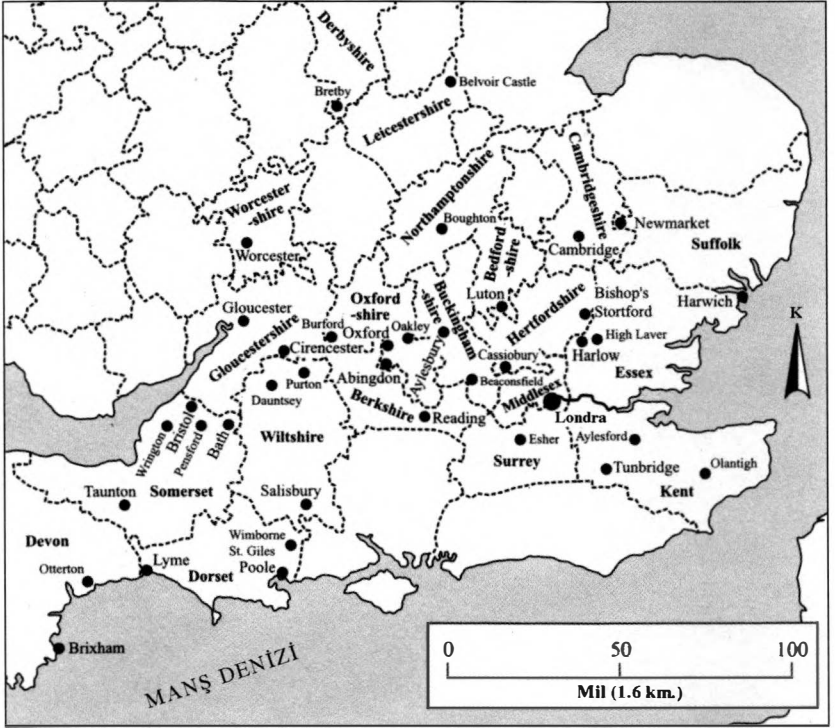 Derbyshire
Belvoir Castle
Bretby
Leicestershire
Cambridgeshire
Northamptonshire
Worcester
-shire
Boughton
Newmarket
Bedford
-shire
Cambridge
Suffolk
Worcester
Oxford
-shire
Buckingham
-shire
Luton
Hertfordshire
Bishop's
Stortford
Harwich
K
Gloucester
Gloucestershire
Burford
Oxford
Oakley
Aylesbury
High Laver
Harlow
Cirencester
Cassiobury
Purton
Abingdon
Beaconsfield
Essex
Dauntsey
Berkshire
Middlesex
Londra
Reading
Wrington
Bristol
Pensford
Bath
Wiltshire
Esher
Aylesford
Surrey
Tunbridge
Olantigh
Kent
Taunton
Somerset
Salisbury
Devon
Wimborne
St. Giles
Otterton
Lyme
Dorset
Poole
Brixham
MANŞ DENİZİ
0 50 100
Mil (1.6 km.)